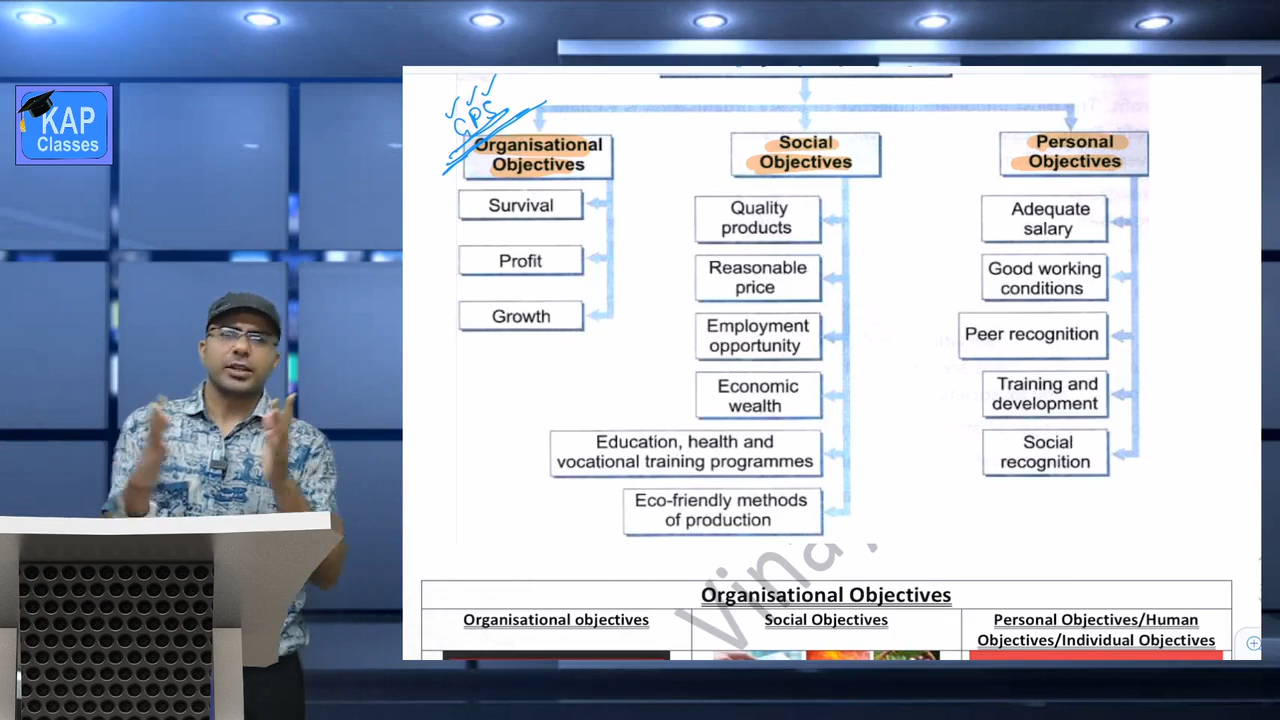 KAP
Classes
GPS
Organisational
Objectives
Survival
Profit
Growth
Social
Objectives
Quality
products
Reasonable
price
Employment
opportunity
Economic
wealth
Education, health and
vocational training programmes
Eco-friendly methods
of production
Personal
Objectives
Adequate
salary
Good working
conditions
Peer recognition
Training and
development
Social
recognition
Organisational Objectives
Organisational objectives
Social Objectives
Personal Objectives/Human
Objectives/Individual Objectives